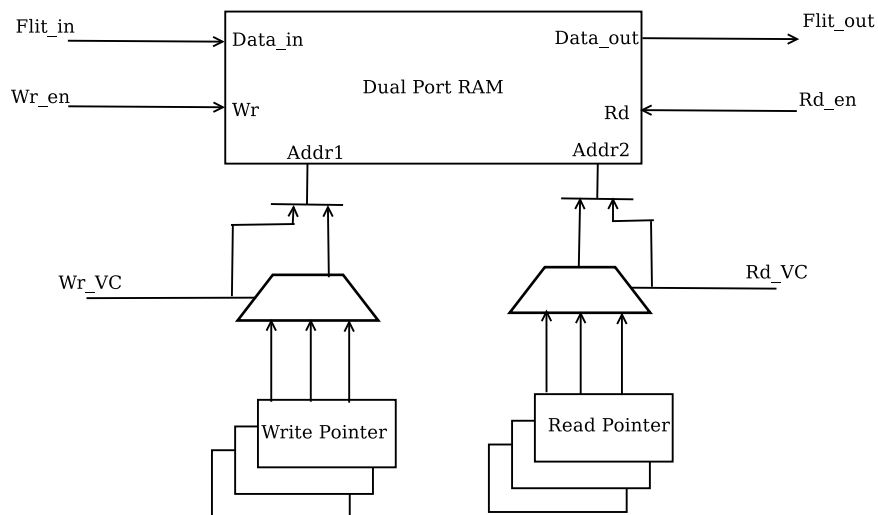 Flit_in
Flit_out
Data_in
Data_out
Dual Port RAM
Wr_en
Rd_en
Wr
Rd
Addr1
Addr2
Wr_VC
Rd_VC
Write Pointer
Read Pointer